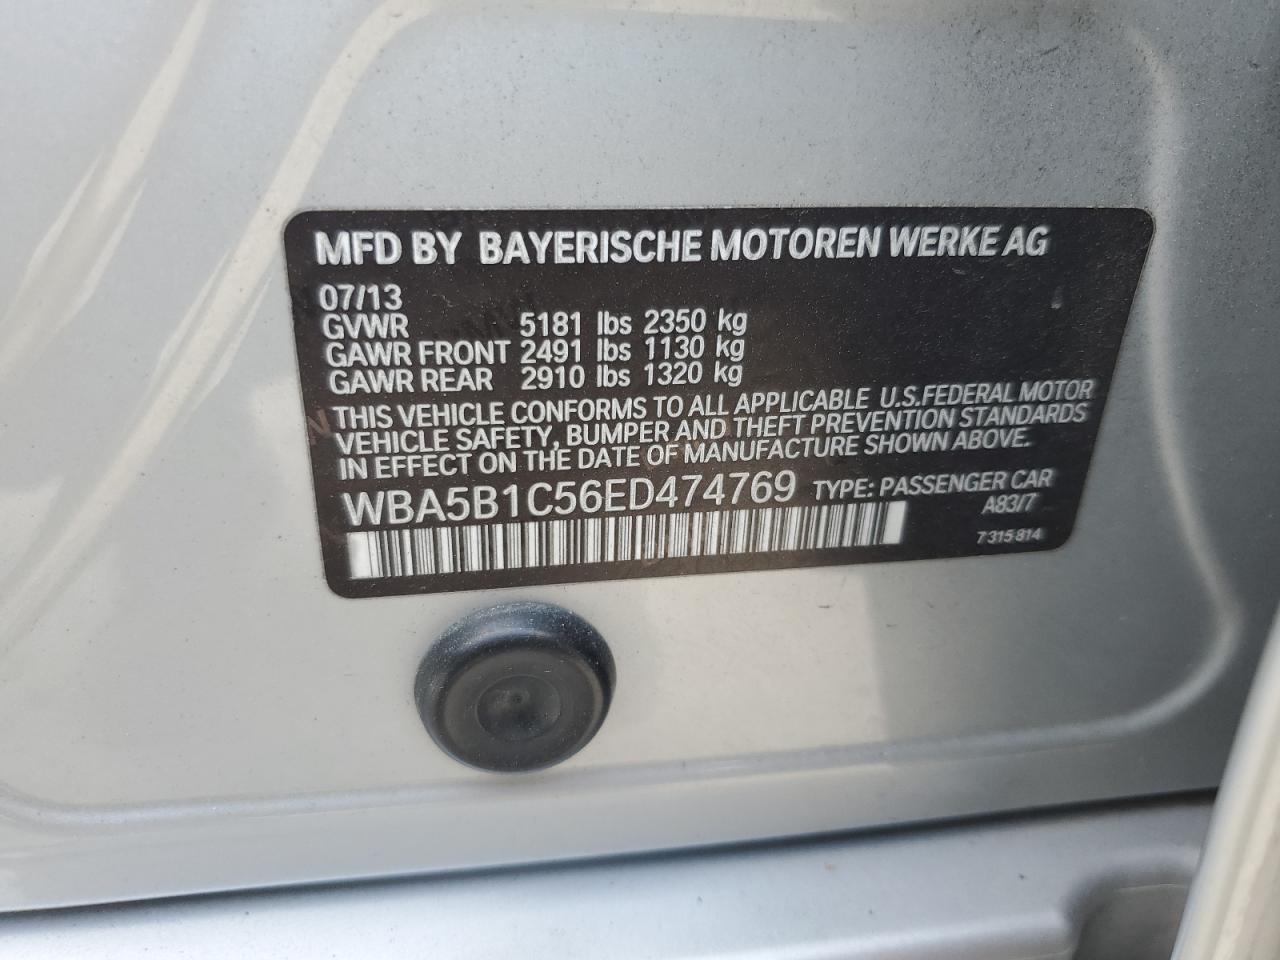 MFD BY BAYERISCHE MOTOREN WERKE AG
07/13
GVWR 5181 lbs 2350 kg
GAWR FRONT 2491 lbs 1130 kg
GAWR REAR 2910 lbs 1320 kg
THIS VEHICLE CONFORMS TO ALL APPLICABLE U.S.FEDERAL MOTOR
VEHICLE SAFETY, BUMPER AND THEFT PREVENTION STANDARDS
IN EFFECT ON THE DATE OF MANUFACTURE SHOWN ABOVE.
WBA5B1C56ED474769 TYPE: PASSENGER CAR
A83/7
7 315 814